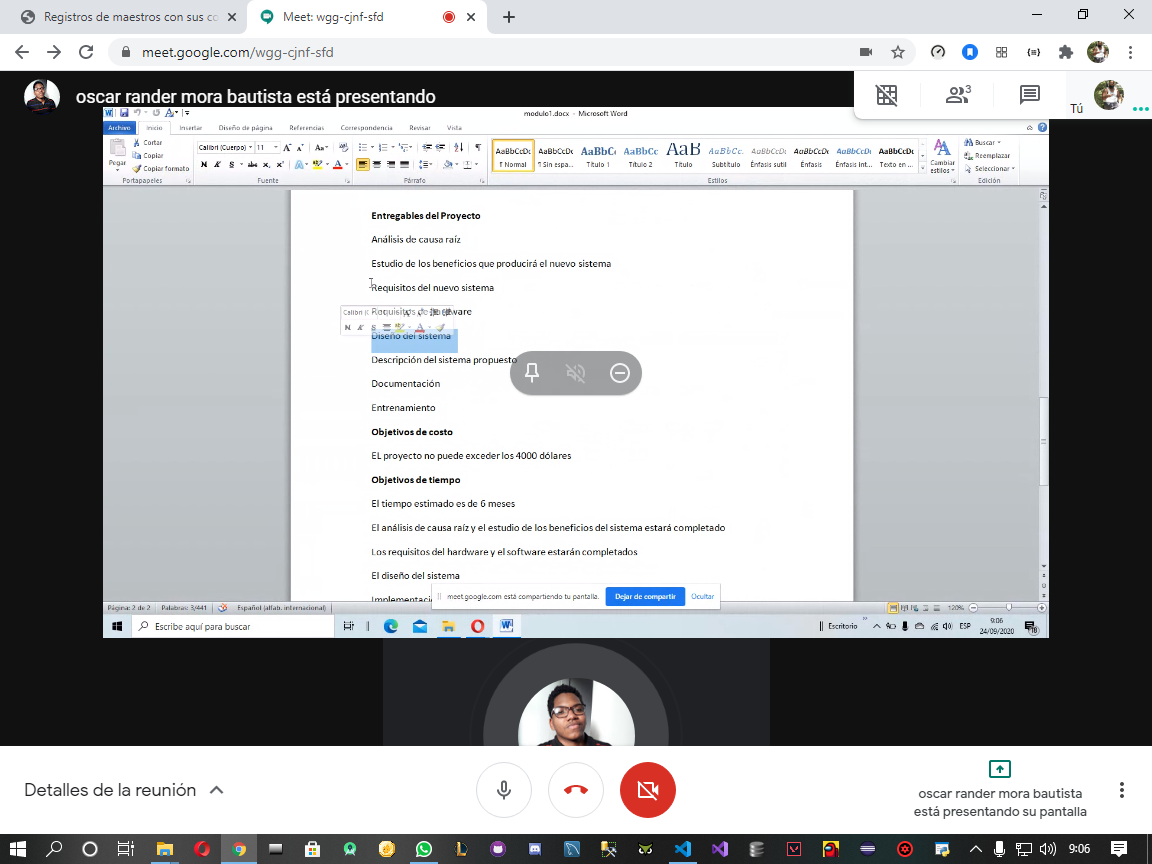 Registros de maestros con sus co
Meet: wgg-cjnf-sfd
meet.google.com/wgg-cjnf-sfd
oscar rander mora bautista está presentando
3
Tú
modulo1.docx - Microsoft Word
Archivo Inicio Insertar Diseño de página Referencias Correspondencia Revisar Vista
Pegar
Cortar
Copiar
Copiar formato
Portapapeles
Calibri (Cuerpo) 11
Fuente
Párrafo
AaBbCcDc AaBbCcDc AaBbC AaBbCc AaB AaBbCc. AaBbCcDc AaBbCcDc AaBbCcDc AaBbCcDc
¶ Normal ¶ Sin espa... Título 1 Título 2 Título Subtítulo Énfasis sutil Énfasis Énfasis int... Texto en ...
Estilos
Cambiar estilos
Buscar
Reemplazar
Seleccionar
Edición
Entregables del Proyecto
Análisis de causa raíz
Estudio de los beneficios que producirá el nuevo sistema
Requisitos del nuevo sistema
Diseño del sistema
Descripción del sistema propuesto
Documentación
Entrenamiento
Objetivos de costo
EL proyecto no puede exceder los 4000 dólares
Objetivos de tiempo
El tiempo estimado es de 6 meses
El análisis de causa raíz y el estudio de los beneficios del sistema estará completado
Los requisitos del hardware y el software estarán completados
El diseño del sistema
meet.google.com está compartiendo tu pantalla. Dejar de compartir Ocultar
Página: 2 de 2 Palabras: 3/441 Español (alfab. internacional) 120%
Escribe aquí para buscar
Escritorio
ESP
9:06
24/09/2020
18
Detalles de la reunión
oscar rander mora bautista
está presentando su pantalla
9:06